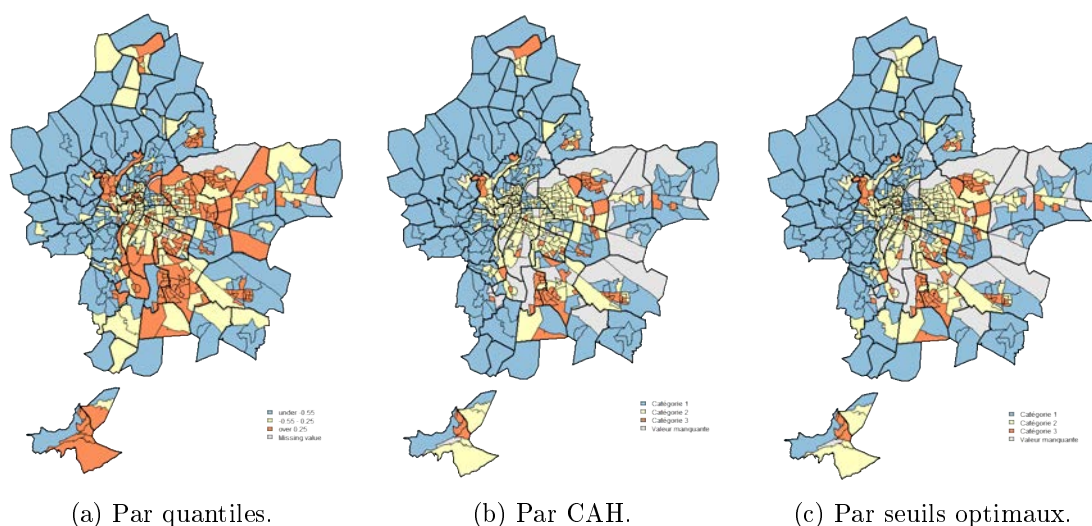 under -0.55
-0.55 - 0.25
over 0.25
Missing value
Catégorie 1
Catégorie 2
Catégorie 3
Valeur manquante
Catégorie 1
Catégorie 2
Catégorie 3
Valeur manquante
(a) Par quantiles.
(b) Par CAH.
(c) Par seuils optimaux.